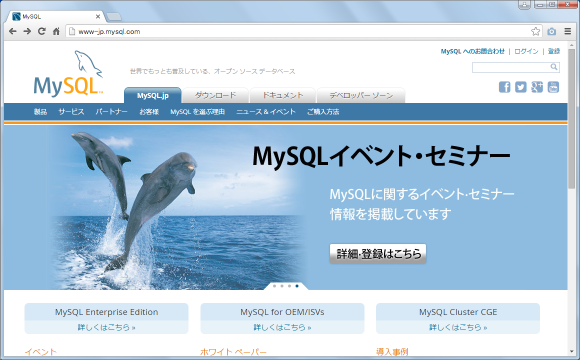 MySQL
www-jp.mysql.com
MySQL へのお問合わせ | ログイン | 登録
MySQL
世界でもっとも普及している、オープン ソース データベース
MySQL.jp ダウンロード ドキュメント デベロッパー ゾーン
製品 サービス パートナー お客様 MySQL を選ぶ理由 ニュース & イベント ご購入方法
MySQLイベント・セミナー
MySQLに関するイベント・セミナー
情報を掲載しています
詳細・登録はこちら
MySQL Enterprise Edition MySQL for OEM/ISVs MySQL Cluster CGE
詳しくはこちら » 詳しくはこちら » 詳しくはこちら »
イベント ホワイト ペーパー 導入事例